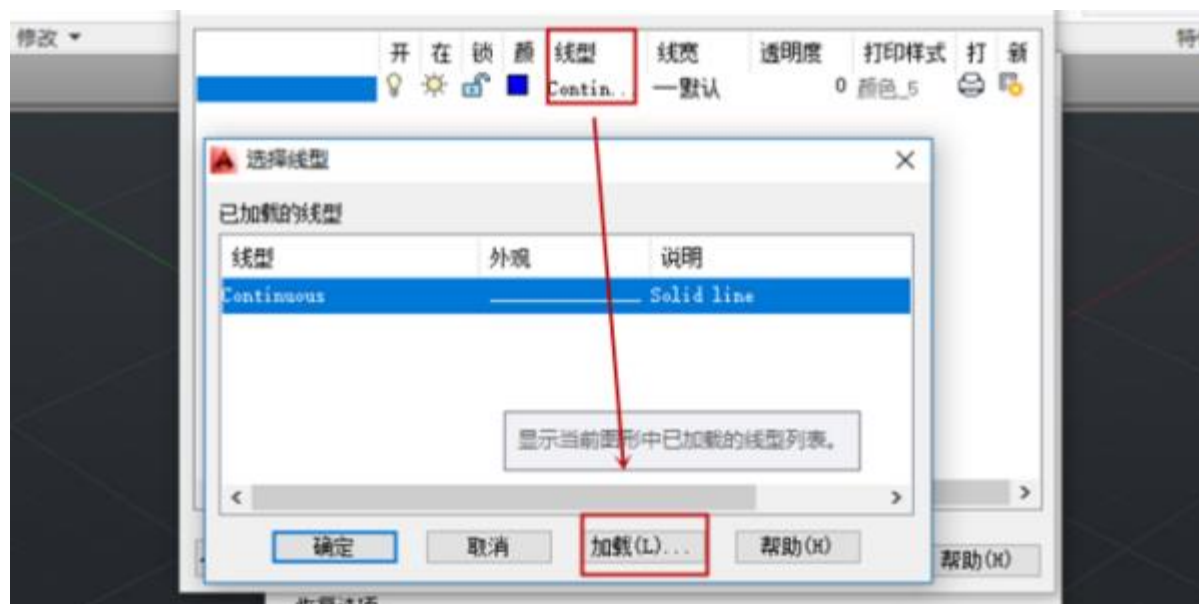 修改
开 在 锁 颜 线型 线宽 透明度 打印样式 打 新
Contin... —默认 0 颜色_5
选择线型
已加载的线型
线型 外观 说明
Continuous Solid line
显示当前图形中已加载的线型列表。
确定 取消 加载(L)... 帮助(H)
帮助(H)